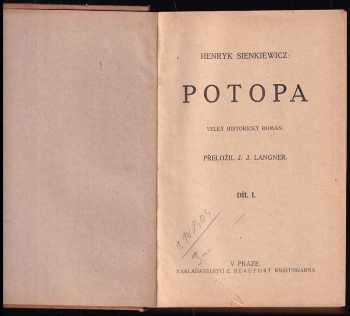 HENRYK SIENKIEWICZ:
POTOPA
VELKÝ HISTORICKÝ ROMÁN.
PŘELOŽIL J. J. LANGNER.
DÍL I.
V PRAZE.
NAKLADATELSTVÍ E. BEAUFORT KNIHTISKÁRNA